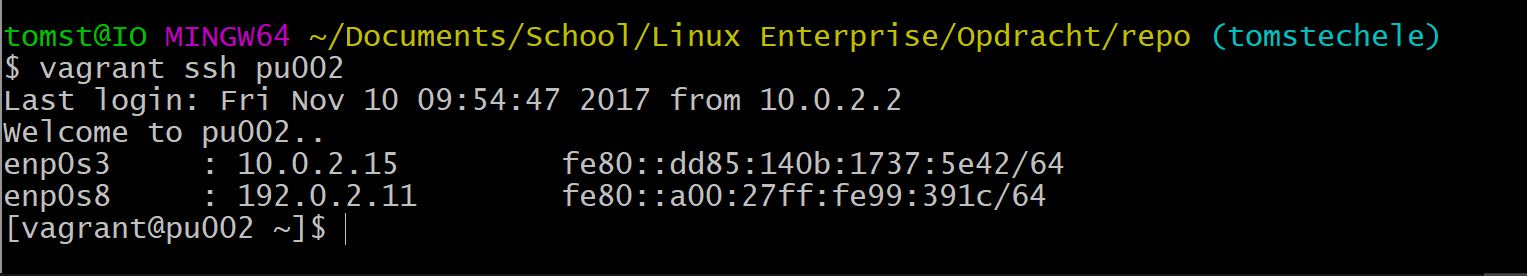 tomst@IO MINGW64 ~/Documents/School/Linux Enterprise/Opdracht/repo (tomstechele)
$ vagrant ssh pu002
Last login: Fri Nov 10 09:54:47 2017 from 10.0.2.2
Welcome to pu002..
enp0s3     : 10.0.2.15         fe80::dd85:140b:1737:5e42/64
enp0s8     : 192.0.2.11        fe80::a00:27ff:fe99:391c/64
[vagrant@pu002 ~]$